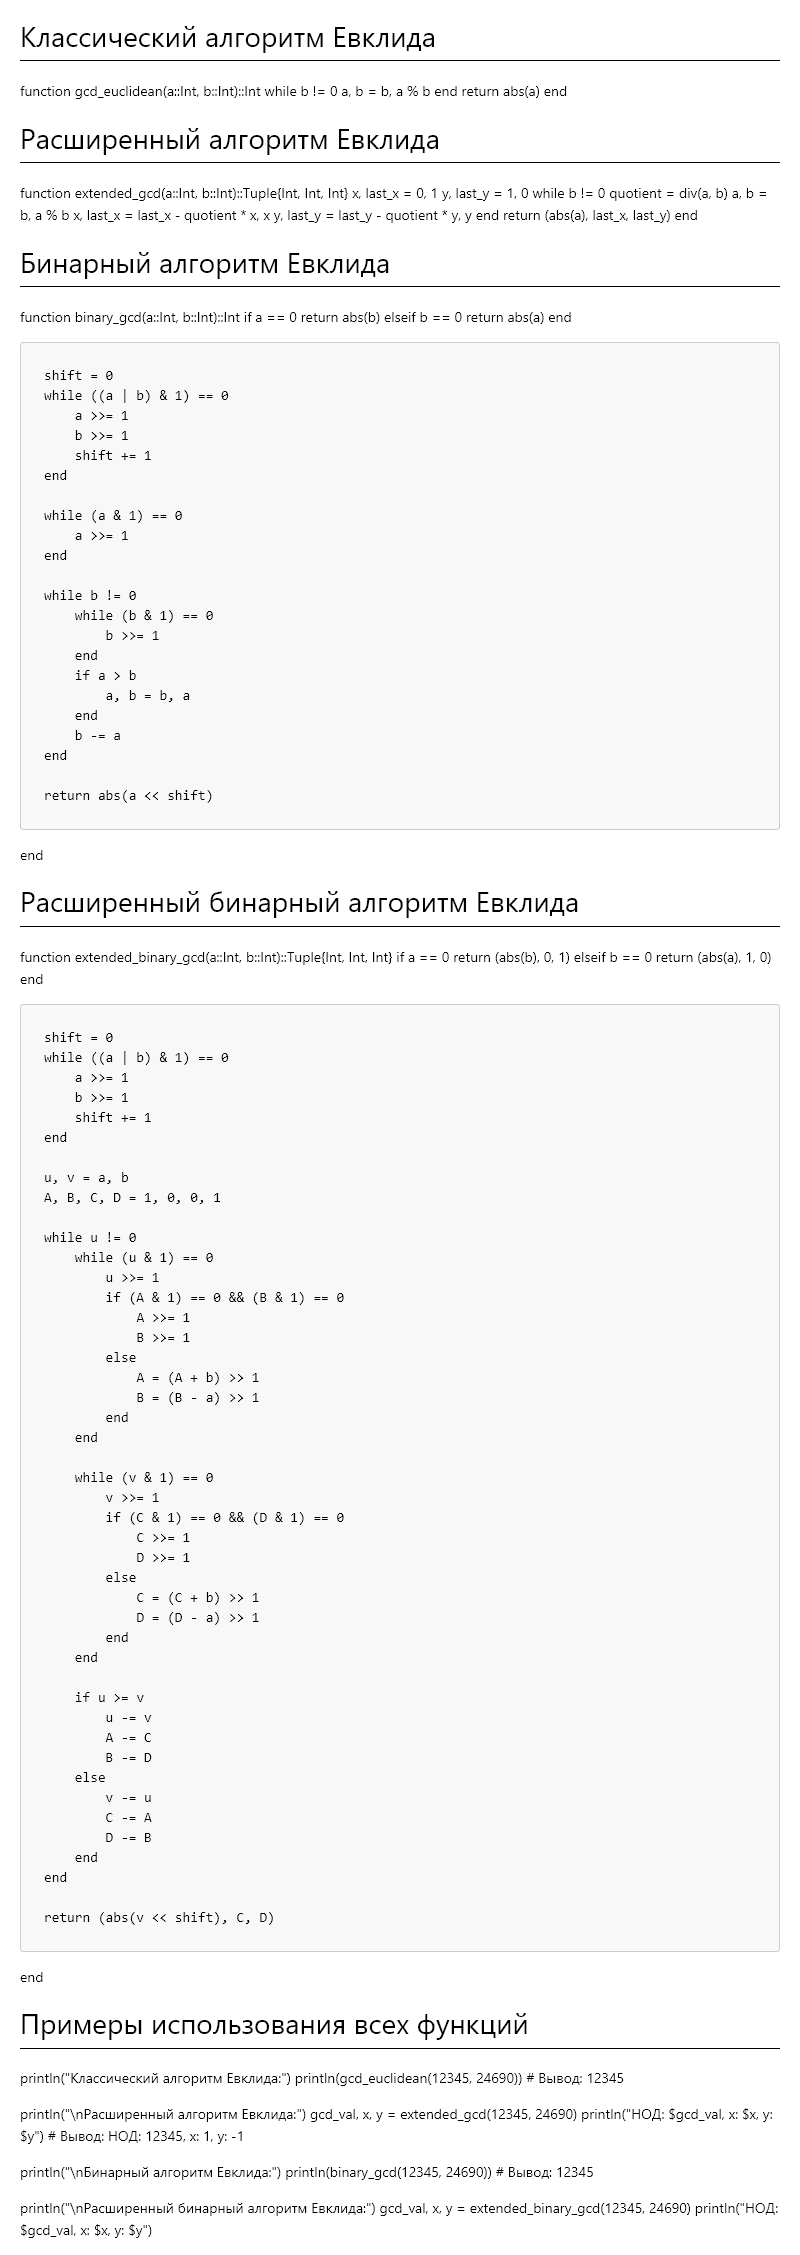 Классический алгоритм Евклида
function gcd_euclidean(a::Int, b::Int)::Int while b != 0 a, b = b, a % b end return abs(a) end
Расширенный алгоритм Евклида
function extended_gcd(a::Int, b::Int)::Tuple{Int, Int, Int} x, last_x = 0, 1 y, last_y = 1, 0 while b != 0 quotient = div(a, b) a, b =
b, a % b x, last_x = last_x - quotient * x, x y, last_y = last_y - quotient * y, y end return (abs(a), last_x, last_y) end
Бинарный алгоритм Евклида
function binary_gcd(a::Int, b::Int)::Int if a == 0 return abs(b) elseif b == 0 return abs(a) end
shift = 0
while ((a | b) & 1) == 0
    a >>= 1
    b >>= 1
    shift += 1
end
while (a & 1) == 0
    a >>= 1
end
while b != 0
    while (b & 1) == 0
        b >>= 1
    end
    if a > b
        a, b = b, a
    end
    b -= a
end
return abs(a << shift)
end
Расширенный бинарный алгоритм Евклида
function extended_binary_gcd(a::Int, b::Int)::Tuple{Int, Int, Int} if a == 0 return (abs(b), 0, 1) elseif b == 0 return (abs(a), 1, 0)
end
shift = 0
while ((a | b) & 1) == 0
    a >>= 1
    b >>= 1
    shift += 1
end
u, v = a, b
A, B, C, D = 1, 0, 0, 1
while u != 0
    while (u & 1) == 0
        u >>= 1
        if (A & 1) == 0 && (B & 1) == 0
            A >>= 1
            B >>= 1
        else
            A = (A + b) >> 1
            B = (B - a) >> 1
        end
    end
    while (v & 1) == 0
        v >>= 1
        if (C & 1) == 0 && (D & 1) == 0
            C >>= 1
            D >>= 1
        else
            C = (C + b) >> 1
            D = (D - a) >> 1
        end
    end
    if u >= v
        u -= v
        A -= C
        B -= D
    else
        v -= u
        C -= A
        D -= B
    end
end
return (abs(v << shift), C, D)
end
Примеры использования всех функций
println("Классический алгоритм Евклида:") println(gcd_euclidean(12345, 24690)) # Вывод: 12345
println("\nРасширенный алгоритм Евклида:") gcd_val, x, y = extended_gcd(12345, 24690) println("НОД: $gcd_val, x: $x, y:
$y") # Вывод: НОД: 12345, x: 1, y: -1
println("\nБинарный алгоритм Евклида:") println(binary_gcd(12345, 24690)) # Вывод: 12345
println("\nРасширенный бинарный алгоритм Евклида:") gcd_val, x, y = extended_binary_gcd(12345, 24690) println("НОД:
$gcd_val, x: $x, y: $y")